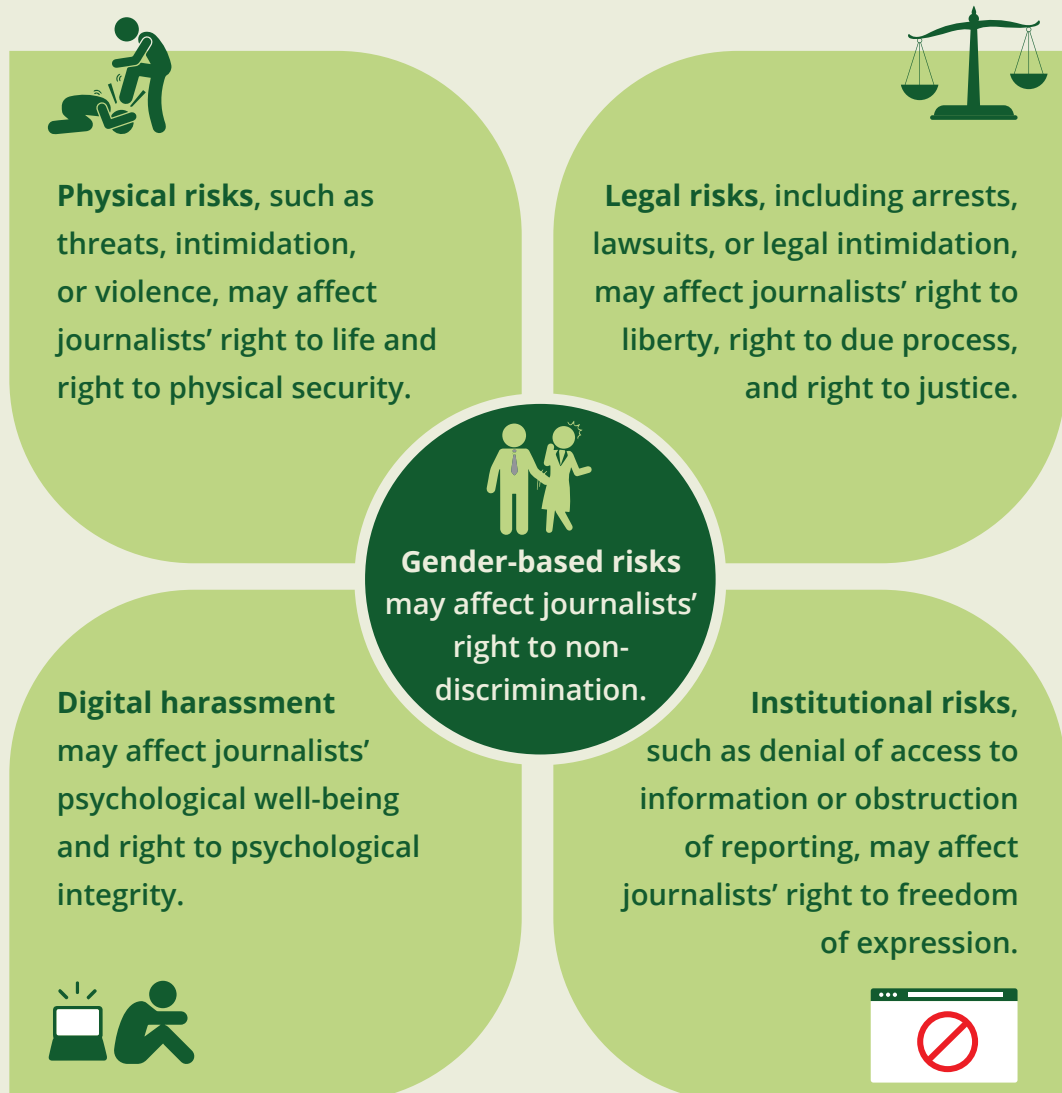 Physical risks, such as
threats, intimidation,
or violence, may affect
journalists’ right to life and
right to physical security.
Legal risks, including arrests,
lawsuits, or legal intimidation,
may affect journalists’ right to
liberty, right to due process,
and right to justice.
Gender-based risks
may affect journalists’
right to non-
discrimination.
Digital harassment
may affect journalists’
psychological well-being
and right to psychological
integrity.
Institutional risks,
such as denial of access to
information or obstruction
of reporting, may affect
journalists’ right to freedom
of expression.